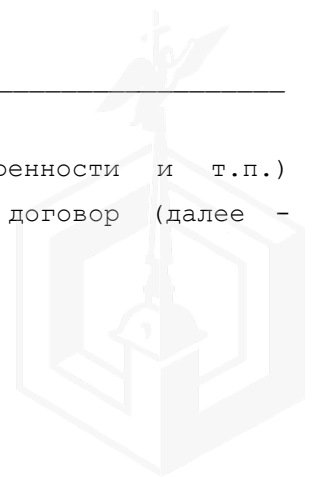 ренности и т.п.)
договор (далее -